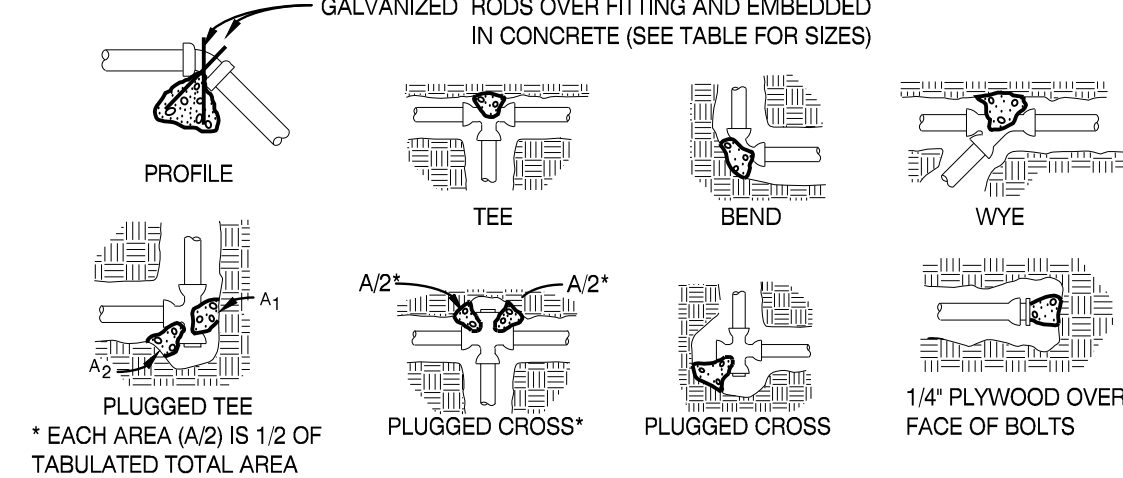 GALVANIZED RODS OVER FITTING AND EMBEDDED
IN CONCRETE (SEE TABLE FOR SIZES)
PROFILE
TEE
BEND
WYE
A1
A2
PLUGGED TEE
* EACH AREA (A/2) IS 1/2 OF
TABULATED TOTAL AREA
A/2*
A/2*
PLUGGED CROSS*
PLUGGED CROSS
1/4" PLYWOOD OVER
FACE OF BOLTS